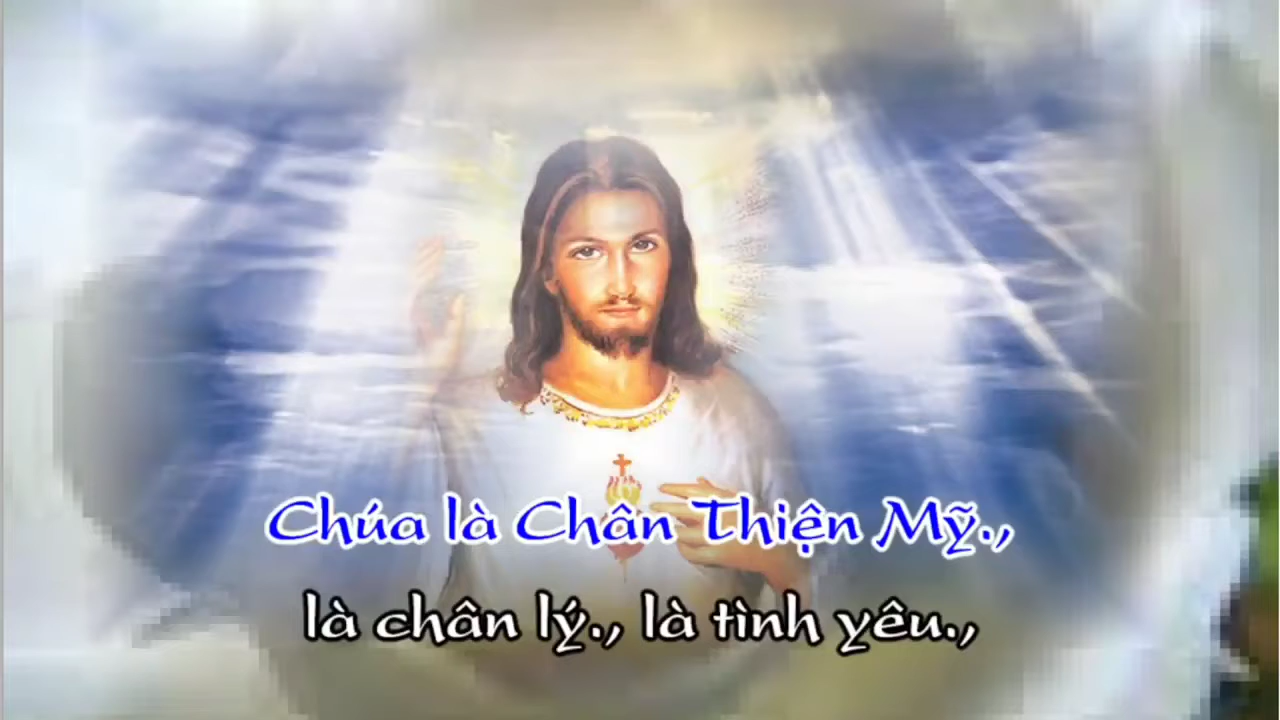 Chúa là Chân Thiện Mỹ.,
là chân lý., là tình yêu.,